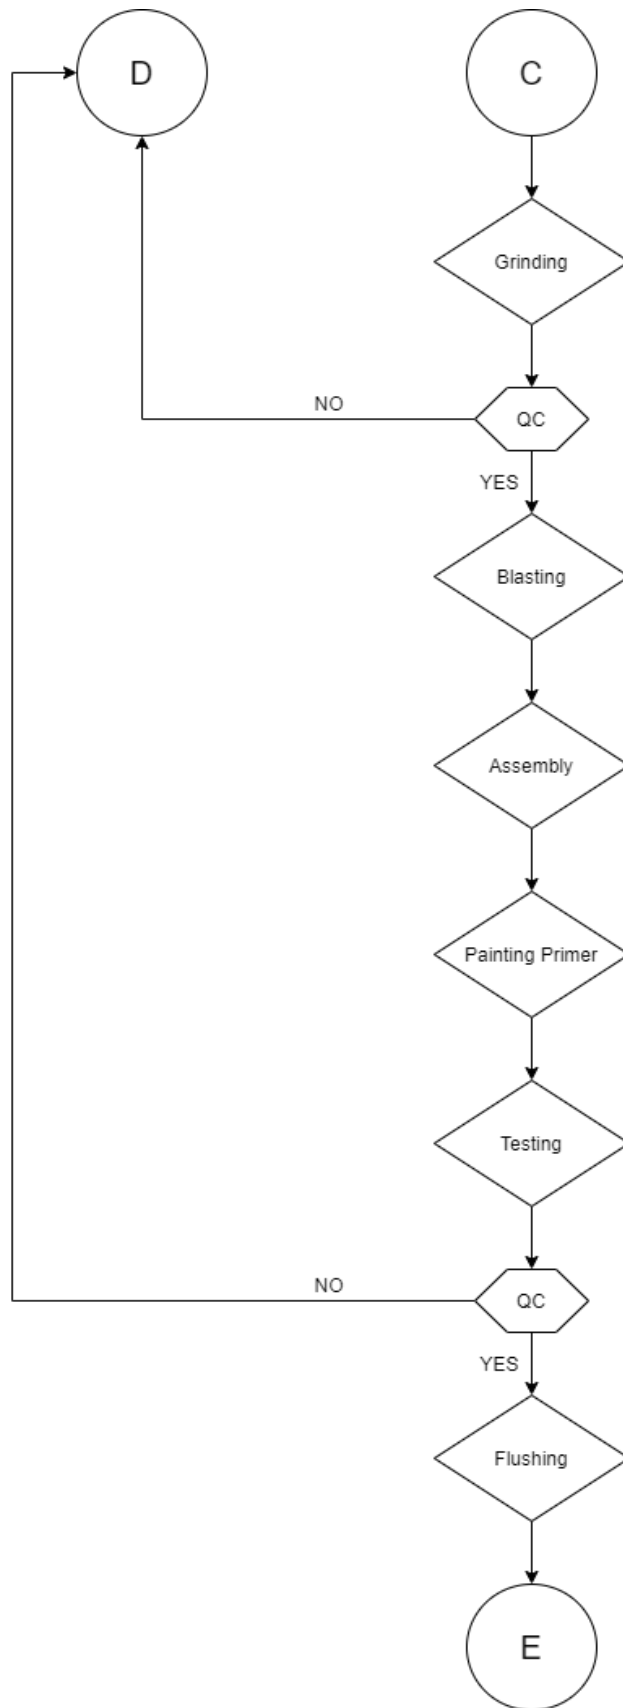 D
C
Grinding
NO
QC
YES
Blasting
Assembly
Painting Primer
Testing
NO
QC
YES
Flushing
E